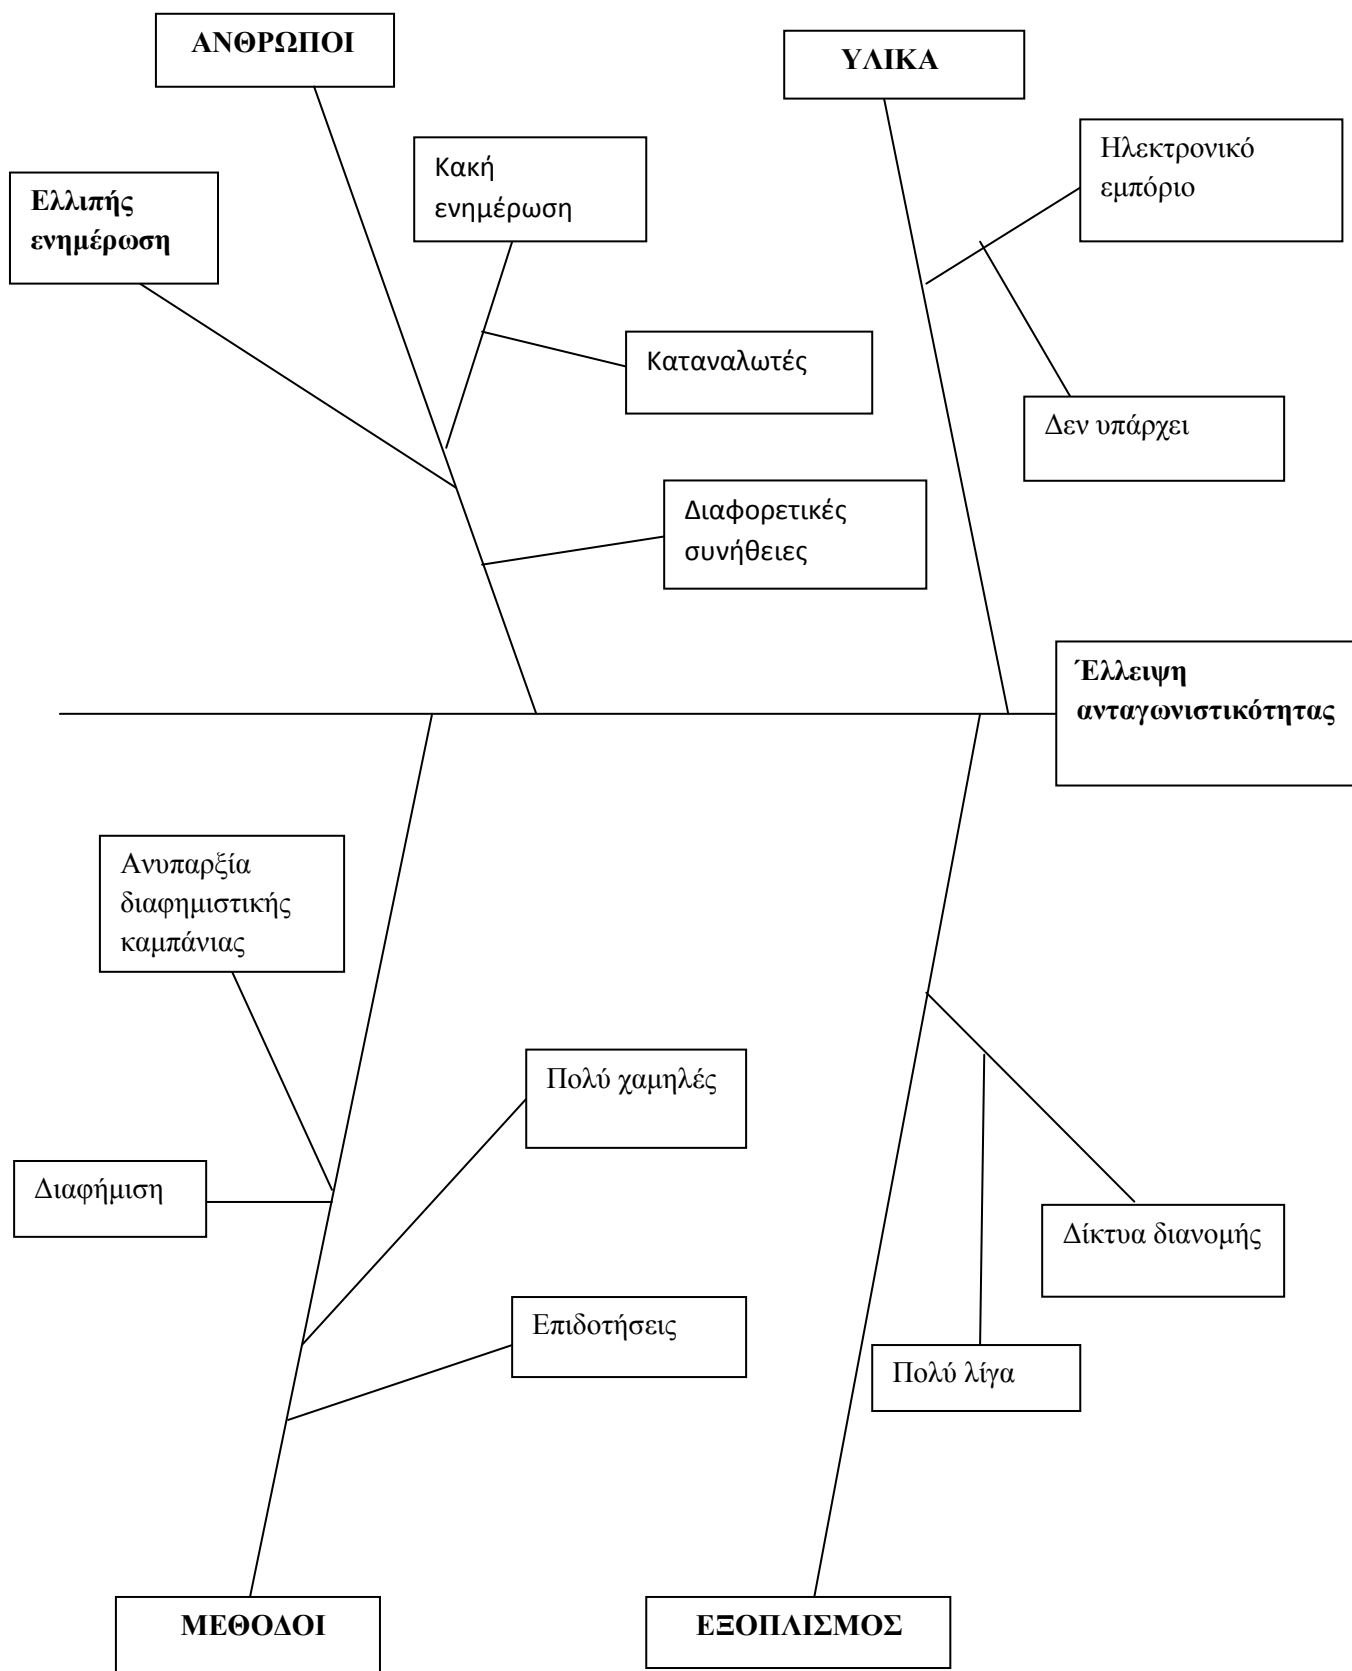 ΑΝΘΡΩΠΟΙ
ΥΛΙΚΑ
Ηλεκτρονικό
εμπόριο
Κακή
ενημέρωση
Ελλιπής
ενημέρωση
Καταναλωτές
Δεν υπάρχει
Διαφορετικές
συνήθειες
Έλλειψη
ανταγωνιστικότητας
Ανυπαρξία
διαφημιστικής
καμπάνιας
Πολύ χαμηλές
Διαφήμιση
Δίκτυα διανομής
Επιδοτήσεις
Πολύ λίγα
ΜΕΘΟΔΟΙ
ΕΞΟΠΛΙΣΜΟΣ